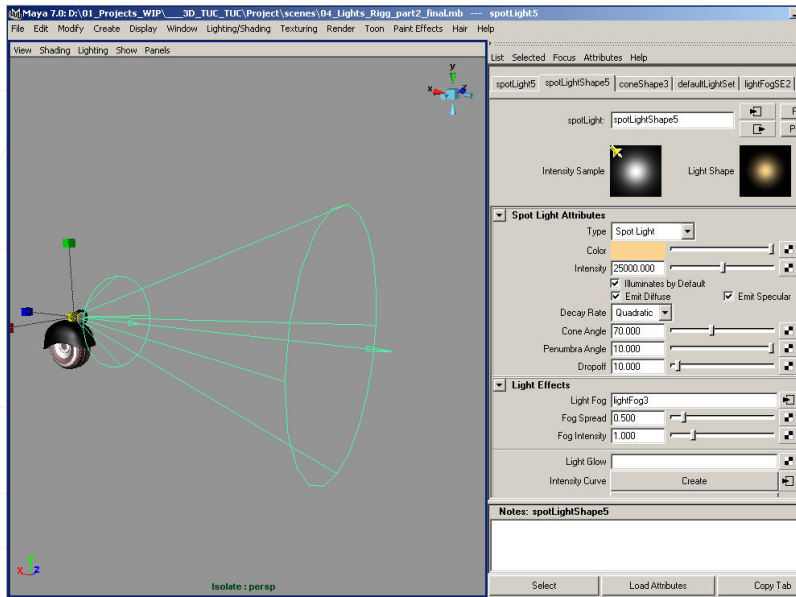 Maya 7.0: D:\01_Projects_WIP\___3D_TUC_TUC\Project\scenes\04_Lights_Rigg_part2_final.mb --- spotLight5
File Edit Modify Create Display Window Lighting/Shading Texturing Render Toon Paint Effects Hair Help
View Shading Lighting Show Panels
y
x z
x z
Isolate : persp
List Selected Focus Attributes Help
spotLight5 spotLightShape5 coneShape3 defaultLightSet lightFogSE2
spotLight: spotLightShape5
Intensity Sample Light Shape
Spot Light Attributes
Type Spot Light
Color
Intensity 25000.000
Illuminates by Default
Emit Diffuse Emit Specular
Decay Rate Quadratic
Cone Angle 70.000
Penumbra Angle 10.000
Dropoff 10.000
Light Effects
Light Fog lightFog3
Fog Spread 0.500
Fog Intensity 1.000
Light Glow
Intensity Curve Create
Notes: spotLightShape5
Select Load Attributes Copy Tab